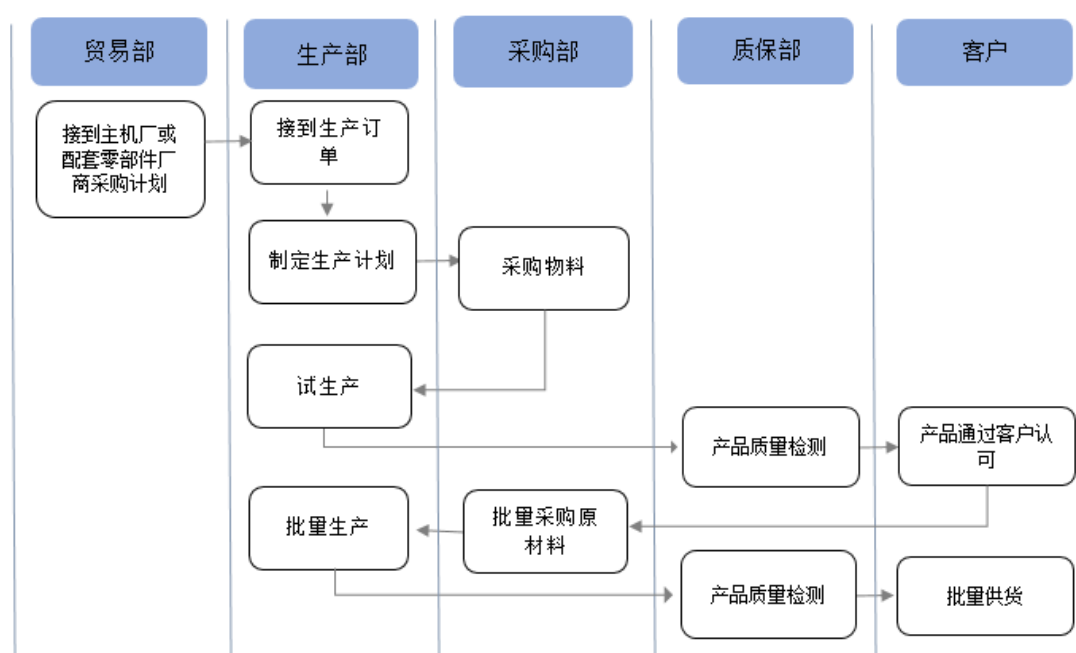 贸易部
生产部
采购部
质保部
客户
接到主机厂或
配套零部件厂
商采购计划
接到生产订
单
制定生产计划
采购物料
试生产
产品质量检测
产品通过客户认
可
批量生产
批量采购原
材料
产品质量检测
批量供货